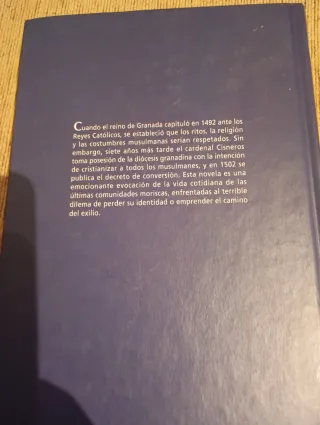 Cuando el reino de Granada capituló en 1492 ante los
Reyes Católicos, se estableció que los ritos, la religión
y las costumbres musulmanas serían respetados. Sin
embargo, siete años más tarde el cardenal Cisneros
toma posesión de la diócesis granadina con la intención
de cristianizar a todos los musulmanes, y en 1502 se
publica el decreto de conversión. Esta novela es una
emocionante evocación de la vida cotidiana de las
últimas comunidades moriscas, enfrentadas al terrible
dilema de perder su identidad o emprender el camino
del exilio.